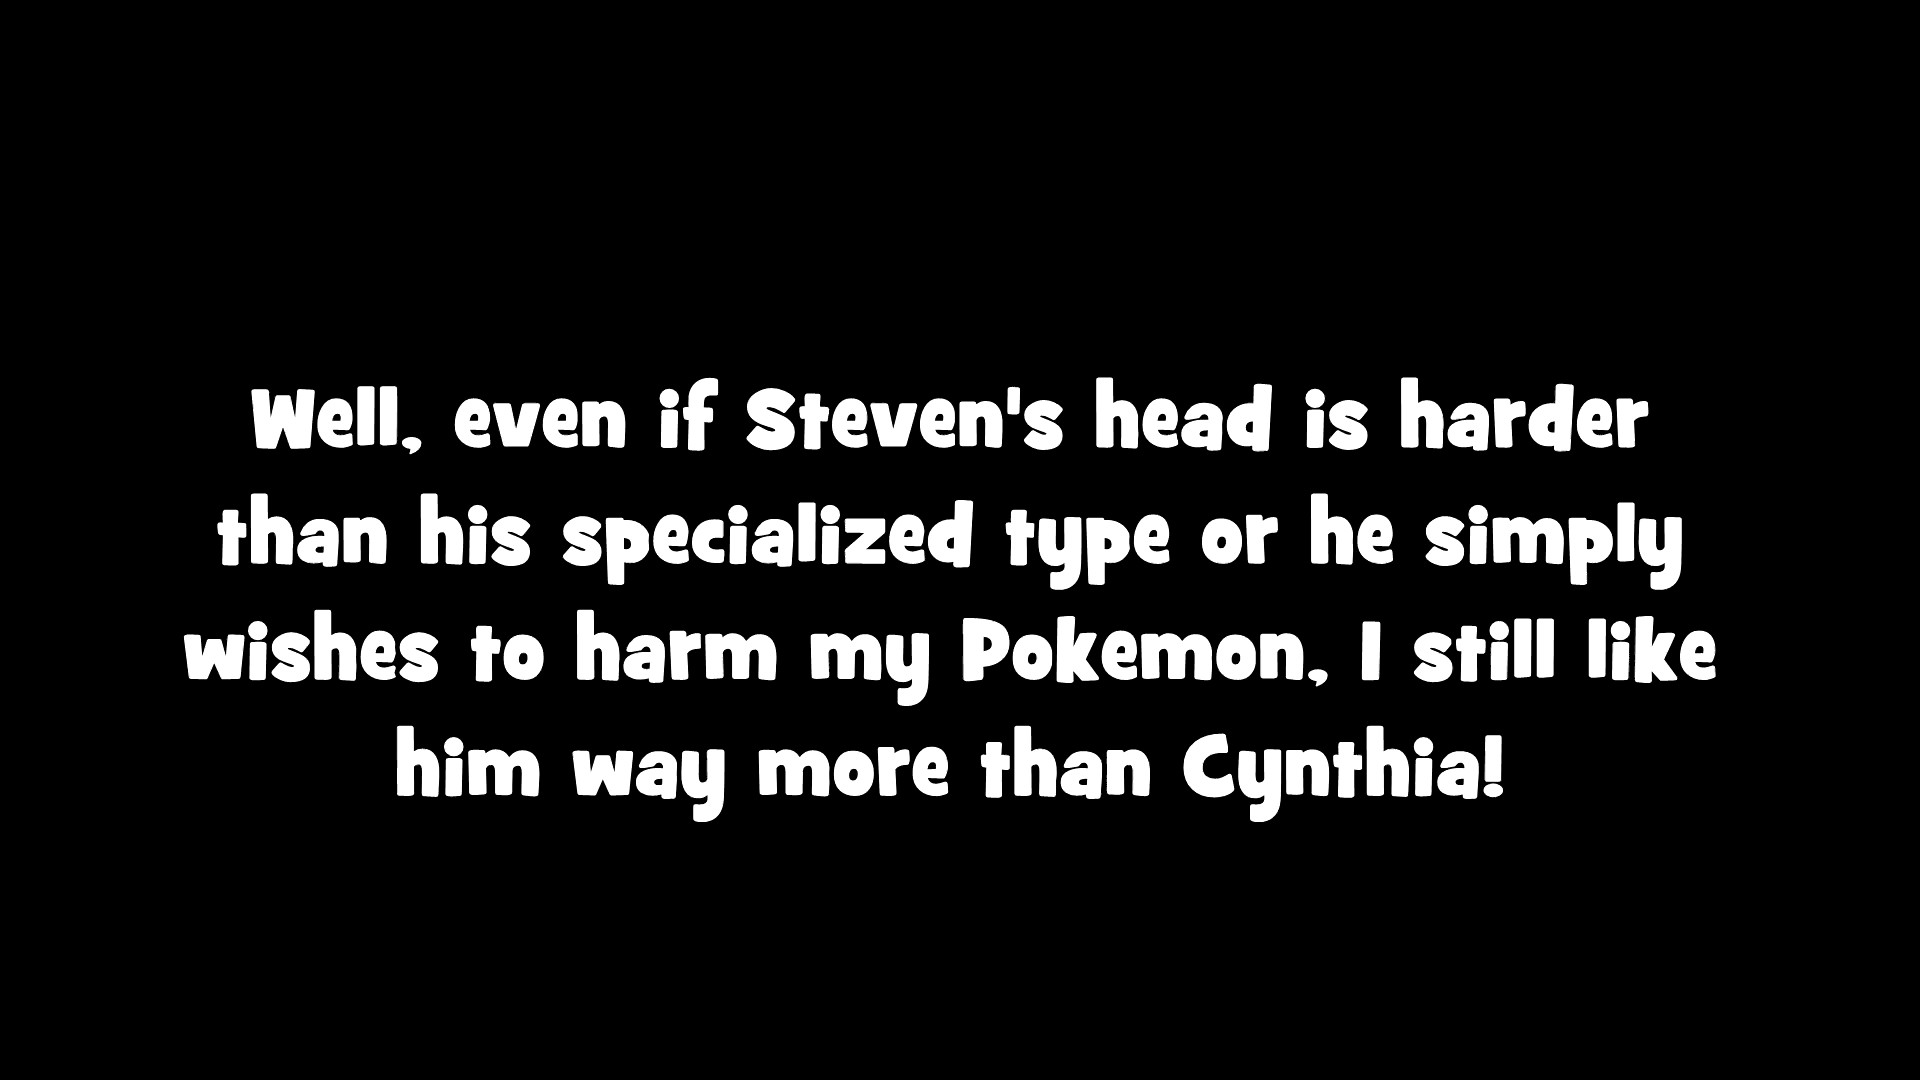 Well, even if Steven's head is harder
than his specialized type or he simply
wishes to harm my Pokemon, I still like
him way more than Cynthia!